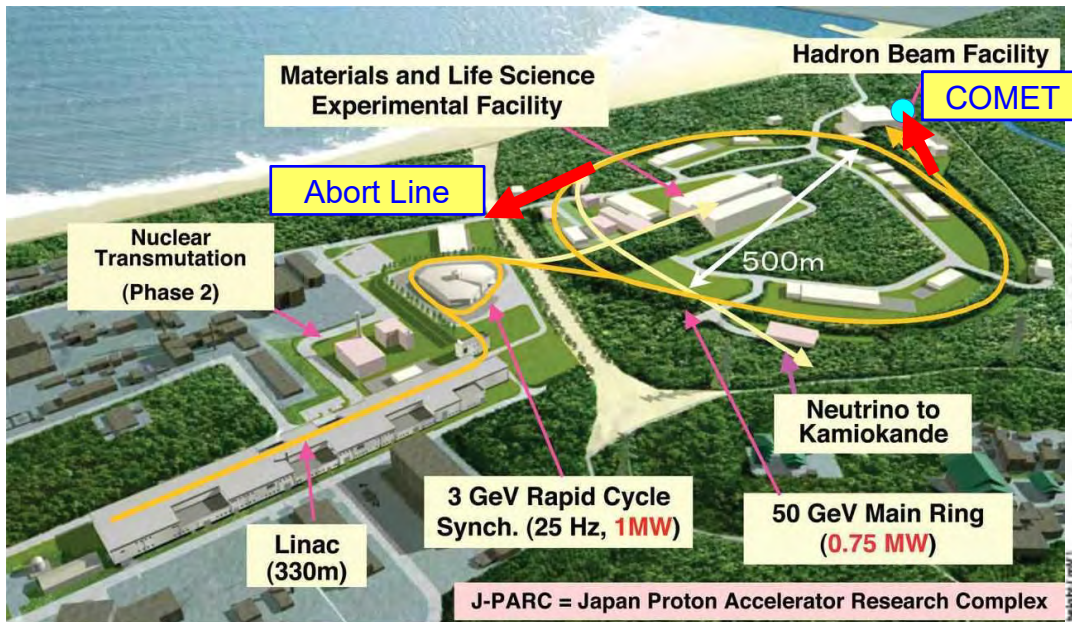 Hadron Beam Facility
Materials and Life Science
Experimental Facility
COMET
Abort Line
Nuclear
Transmutation
(Phase 2)
500m
Neutrino to
Kamiokande
3 GeV Rapid Cycle
Synch. (25 Hz, 1MW)
50 GeV Main Ring
(0.75 MW)
Linac
(330m)
J-PARC = Japan Proton Accelerator Research Complex